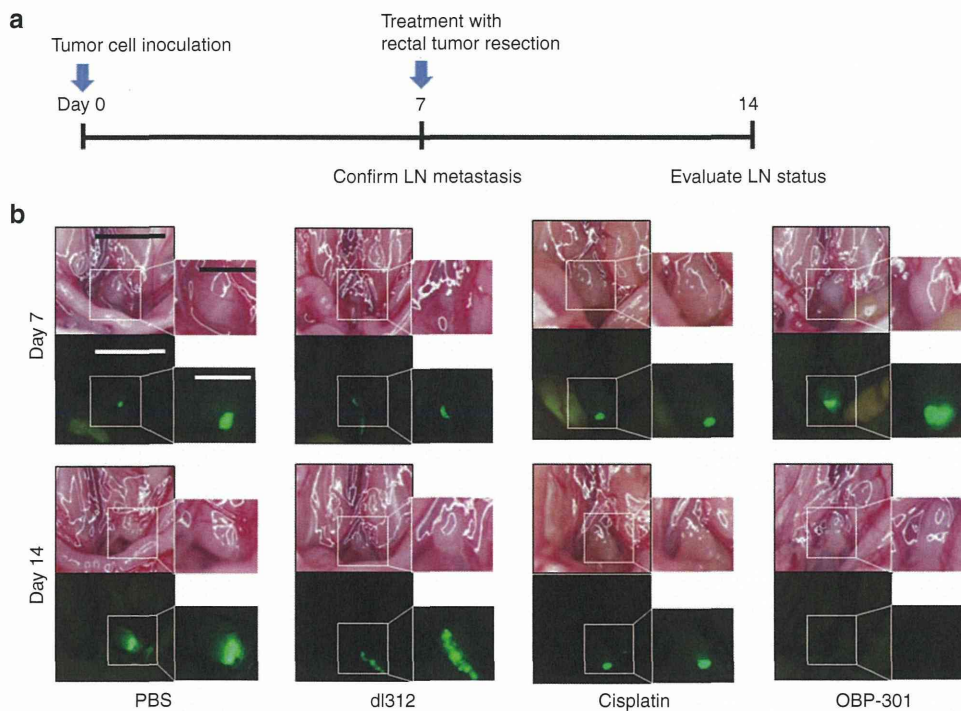 a
Tumor cell inoculation
Treatment with
rectal tumor resection
Day 0
7
14
Confirm LN metastasis
Evaluate LN status
b
Day 7
Day 14
PBS
dl312
Cisplatin
OBP-301